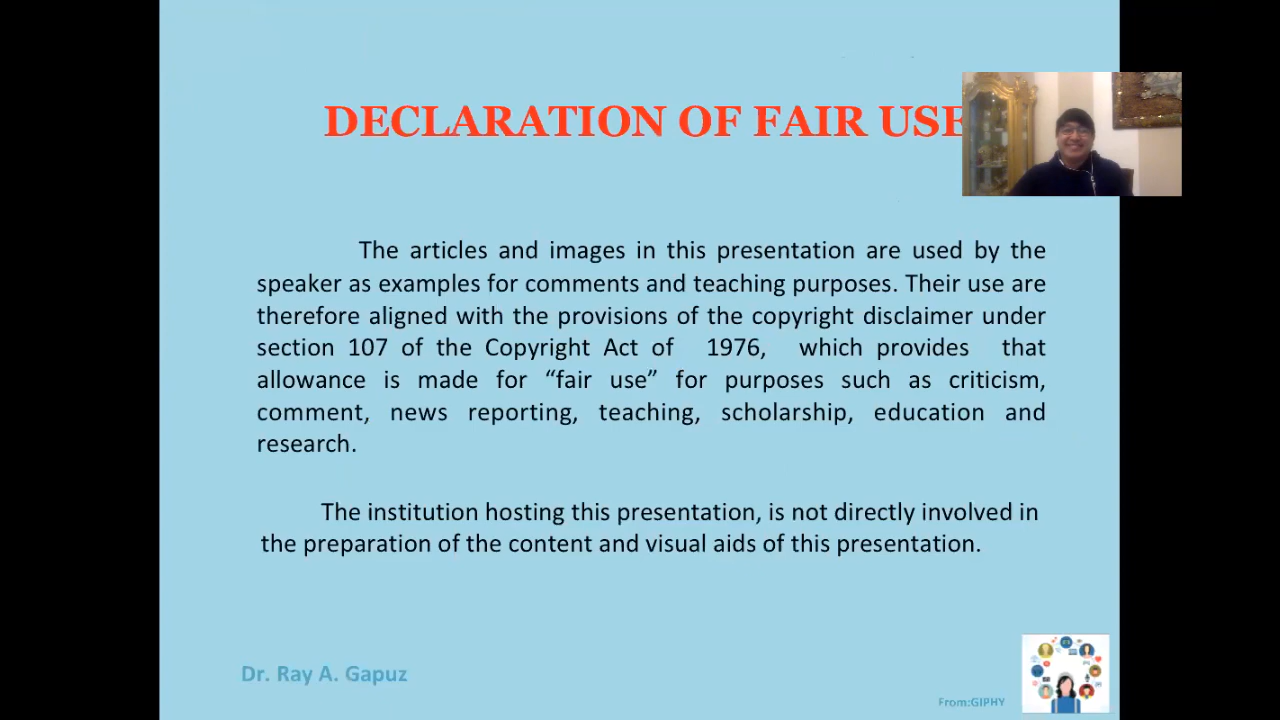 DECLARATION OF FAIR USE
The articles and images in this presentation are used by the
speaker as examples for comments and teaching purposes. Their use are
therefore aligned with the provisions of the copyright disclaimer under
section 107 of the Copyright Act of 1976, which provides that
allowance is made for “fair use” for purposes such as criticism,
comment, news reporting, teaching, scholarship, education and
research.
The institution hosting this presentation, is not directly involved in
the preparation of the content and visual aids of this presentation.
Dr. Ray A. Gapuz
From:GIPHY